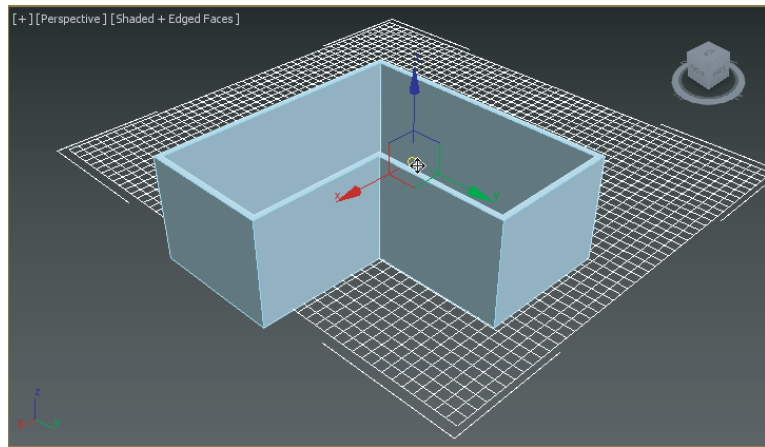 [+] [Perspective ] [Shaded + Edged Faces ]
z
x
y
z